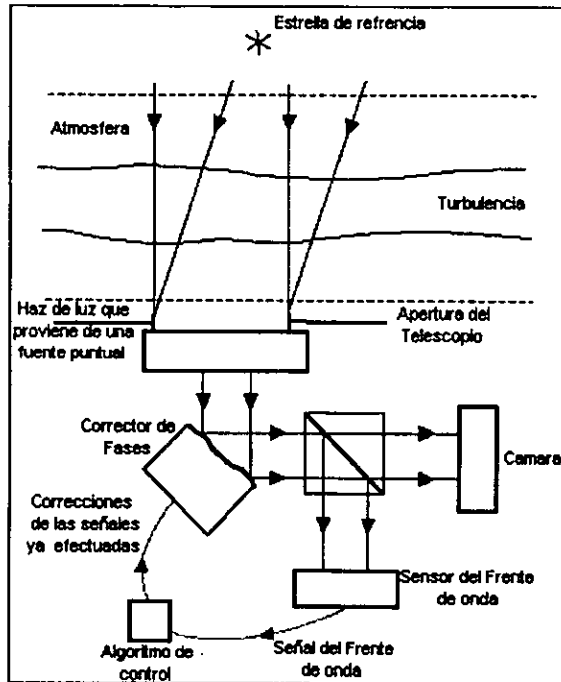 Estrella de refrencia
Atmosfera
Turbulencia
Haz de luz que
proviene de una
fuente puntual
Apertura del
Telescopio
Corrector de
Fases
Camara
Correcciones
de las señales
ya efectuadas
Sensor del Frente
de onda
Algoritmo de
control
Señal del Frente
de onda